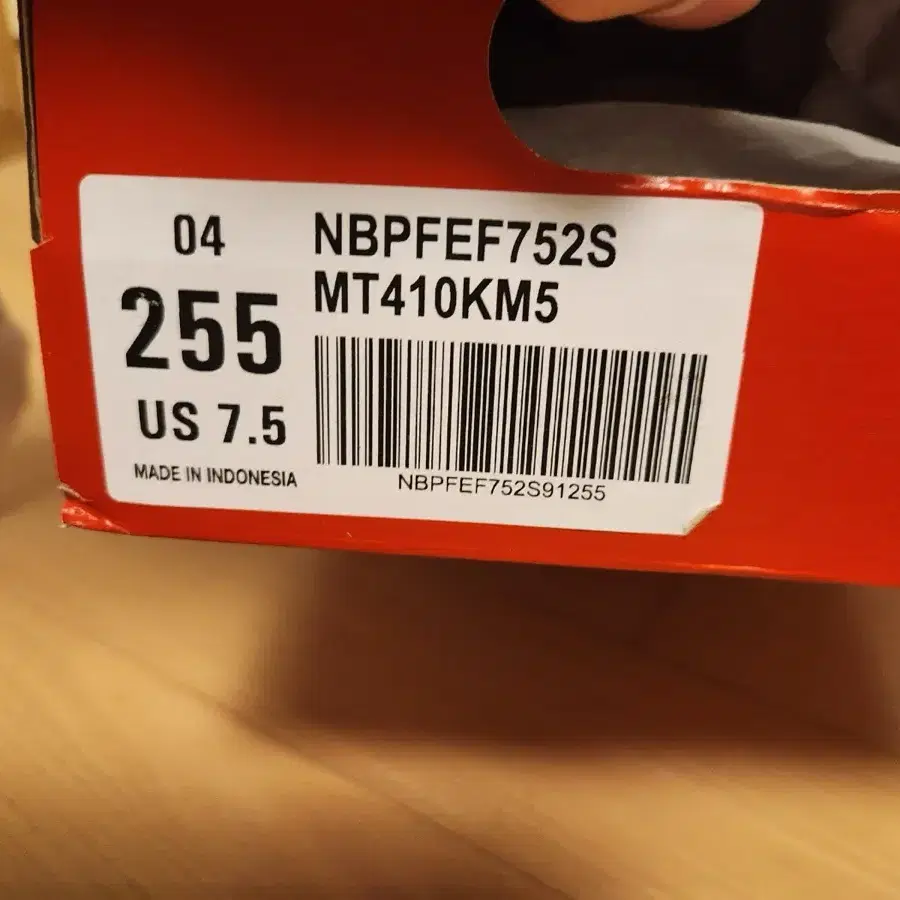 04
255
US 7.5
MADE IN INDONESIA
NBPFEF752S
MT410KM5
NBPFEF752S91255